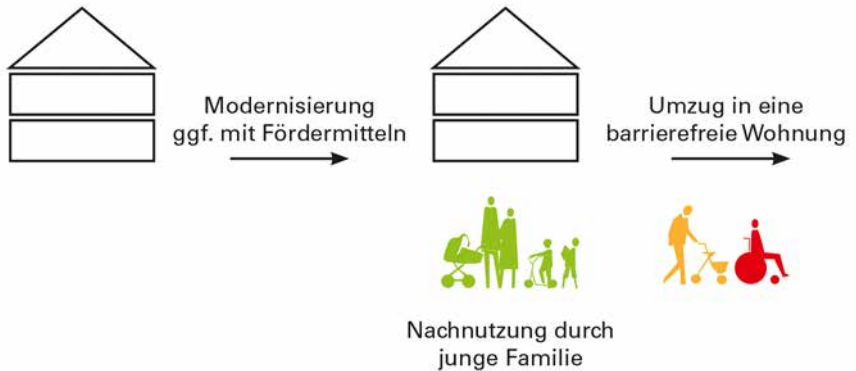 Modernisierung
ggf. mit Fördermitteln
Umzug in eine
barrierefreie Wohnung
Nachnutzung durch
junge Familie